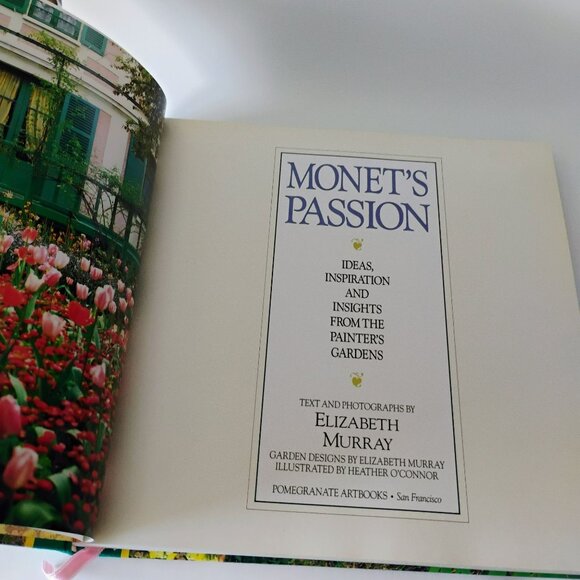 MONET'S
PASSION
IDEAS,
INSPIRATION
AND
INSIGHTS
FROM THE
PAINTER'S
GARDENS
TEXT AND PHOTOGRAPHS BY
ELIZABETH
MURRAY
GARDEN DESIGNS BY ELIZABETH MURRAY
ILLUSTRATED BY HEATHER O'CONNOR
POMEGRANATE ARTBOOKS • San Francisco